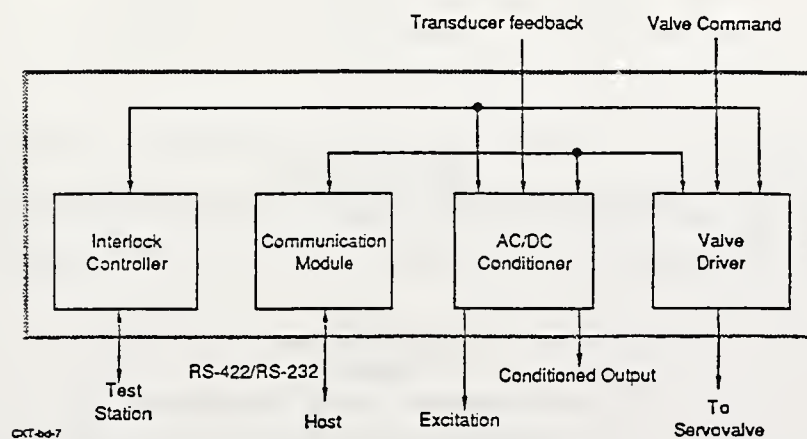 Transducer feedback
Valve Command
Interlock
Controller
Communication
Module
AC/DC
Conditioner
Valve
Driver
Test
Station
RS-422/RS-232
Host
Excitation
Conditioned Output
To
Servovalve
CXT-bd-7